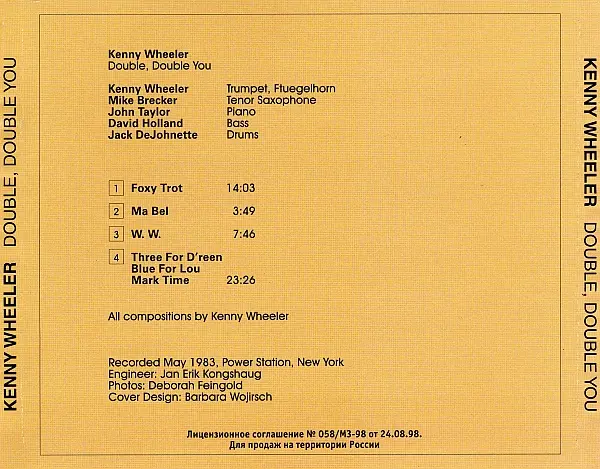 KENNY WHEELER DOUBLE, DOUBLE YOU
Kenny Wheeler
Double, Double You
Kenny Wheeler Trumpet, Fluegelhorn
Mike Brecker Tenor Saxophone
John Taylor Piano
David Holland Bass
Jack DeJohnette Drums
1 Foxy Trot 14:03
2 Ma Bel 3:49
3 W. W. 7:46
4 Three For D'reen
Blue For Lou
Mark Time 23:26
All compositions by Kenny Wheeler
Recorded May 1983, Power Station, New York
Engineer: Jan Erik Kongshaug
Photos: Deborah Feingold
Cover Design: Barbara Wojirsch
Лицензионное соглашение № 058/МЗ-98 от 24.08.98.
Для продаж на территории России
KENNY WHEELER DOUBLE, DOUBLE YOU